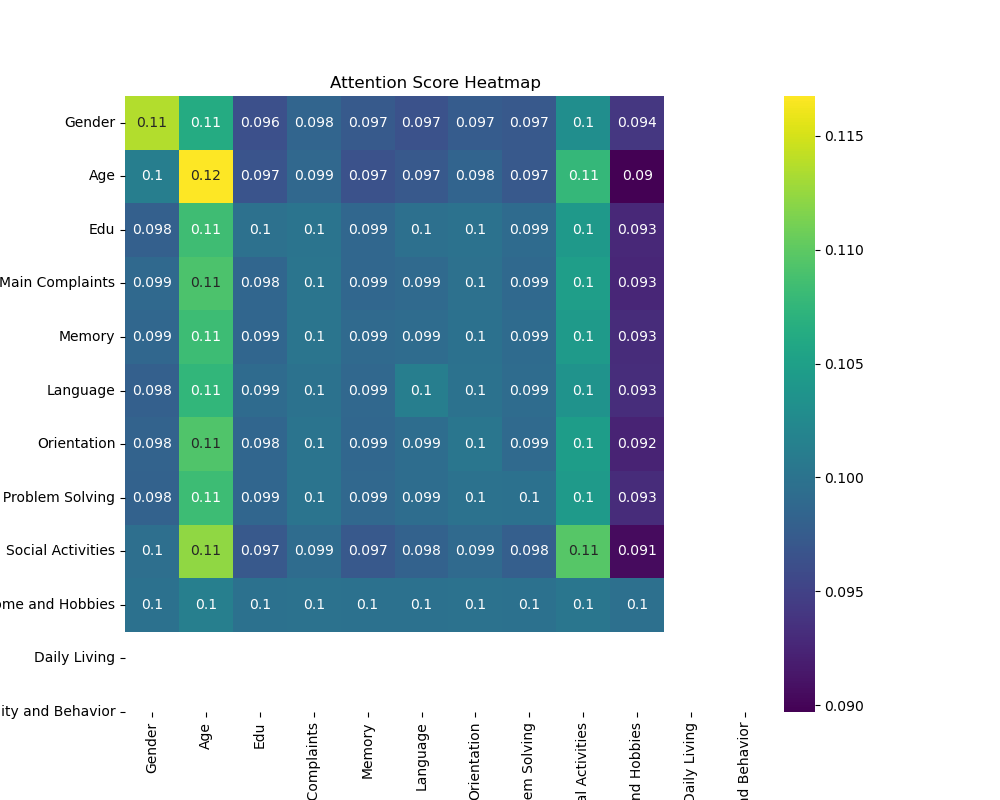 Attention Score Heatmap
Gender 0.11 0.11 0.096 0.098 0.097 0.097 0.097 0.097 0.1 0.094
Age 0.1 0.12 0.097 0.099 0.097 0.097 0.098 0.097 0.11 0.09
Edu 0.098 0.11 0.1 0.1 0.099 0.1 0.1 0.099 0.1 0.093
Main Complaints 0.099 0.11 0.098 0.1 0.099 0.099 0.1 0.099 0.1 0.093
Memory 0.099 0.11 0.099 0.1 0.099 0.099 0.1 0.099 0.1 0.093
Language 0.098 0.11 0.099 0.1 0.099 0.1 0.1 0.099 0.1 0.093
Orientation 0.098 0.11 0.098 0.1 0.099 0.099 0.1 0.099 0.1 0.092
Problem Solving 0.098 0.11 0.099 0.1 0.099 0.099 0.1 0.1 0.1 0.093
Social Activities 0.1 0.11 0.097 0.099 0.097 0.098 0.099 0.098 0.11 0.091
ome and Hobbies 0.1 0.1 0.1 0.1 0.1 0.1 0.1 0.1 0.1 0.1
Daily Living
ity and Behavior
Gender
Age
Edu
Complaints
Memory
Language
Orientation
em Solving
al Activities
nd Hobbies
Daily Living
nd Behavior
0.115
0.110
0.105
0.100
0.095
0.090